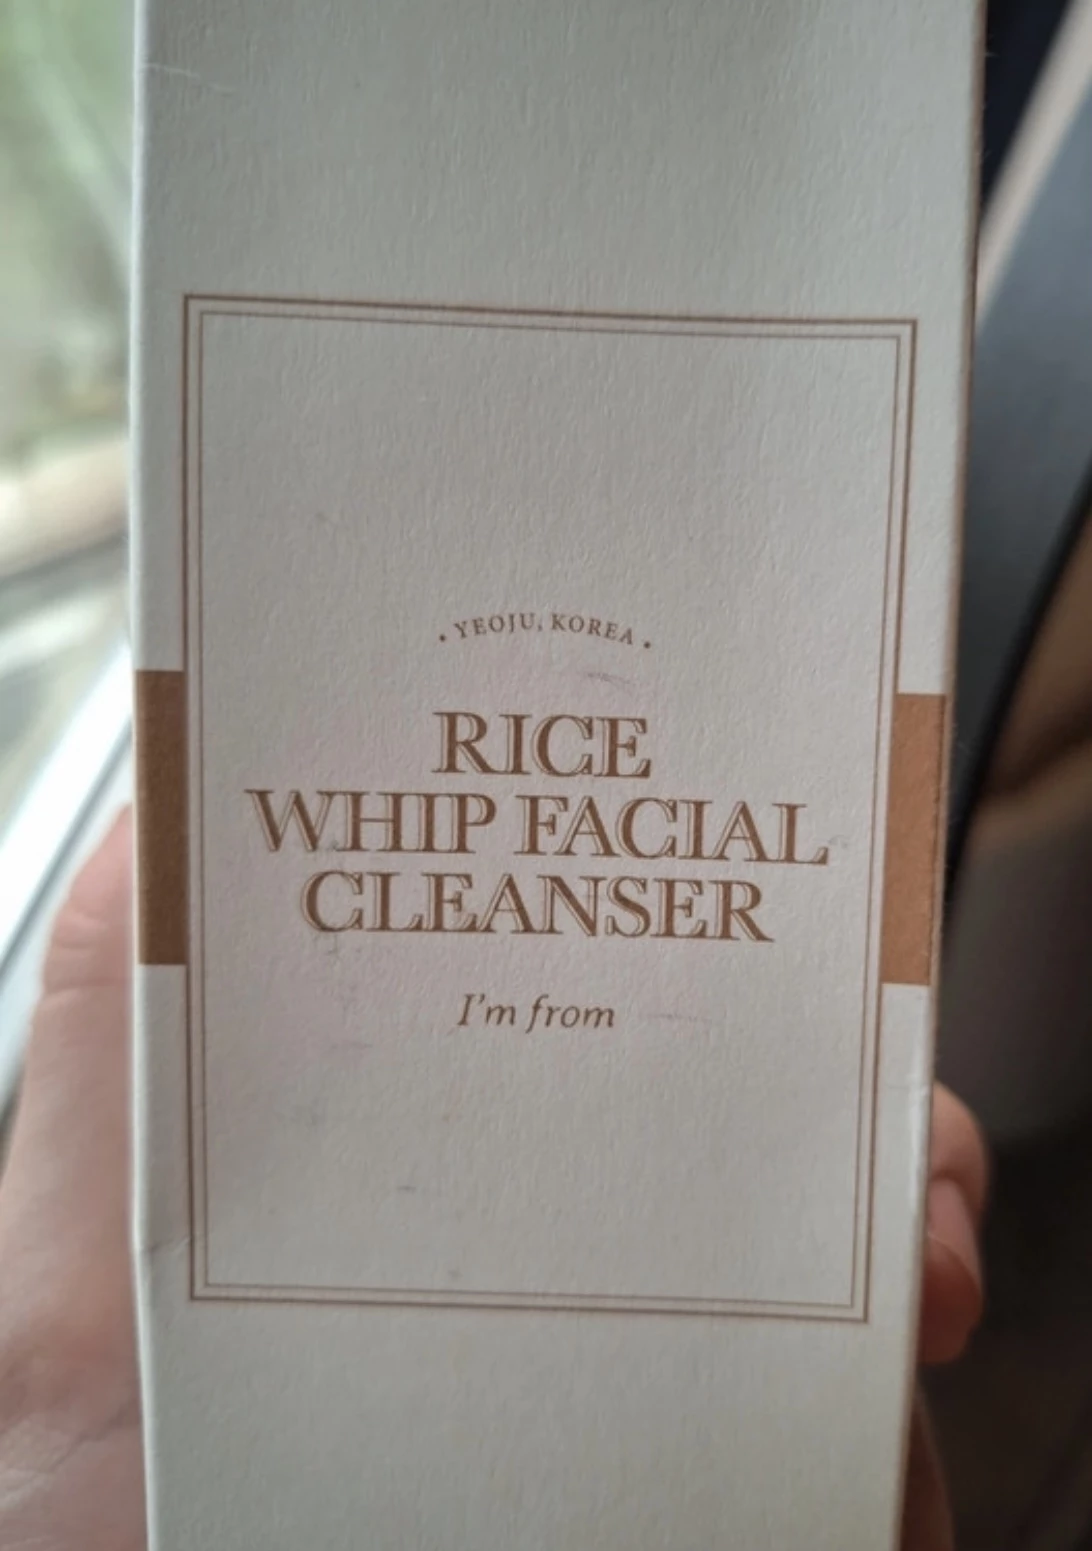 • YEOJU, KOREA •
RICE
WHIP FACIAL
CLEANSER
I'm from